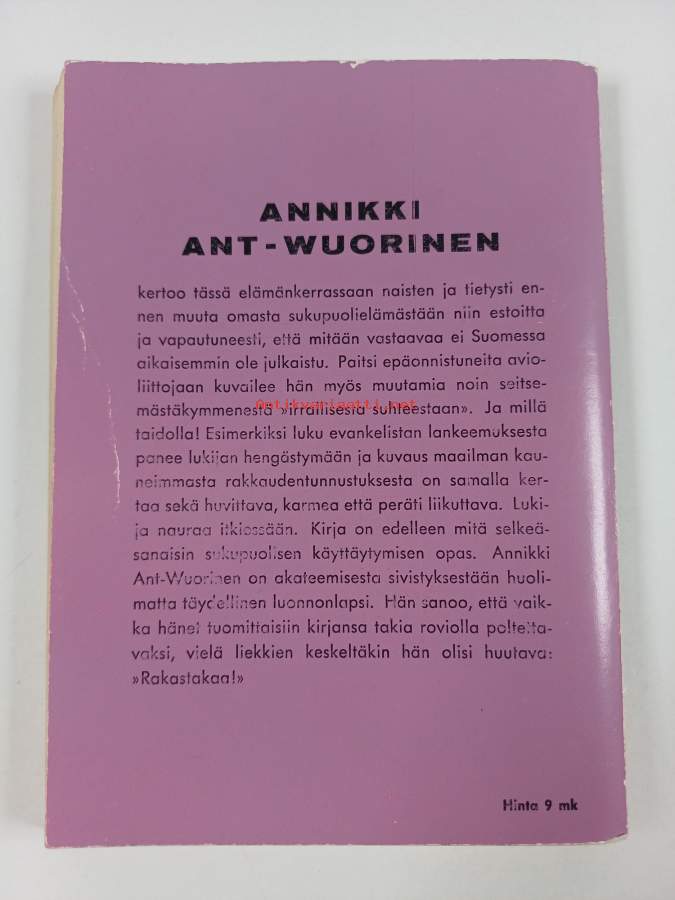 ANNIKKI
ANT-WUORINEN
kertoo tässä elämänkerrassaan naisten ja tietysti en-
nen muuta omasta sukupuolielämästään niin estoitta
ja vapautuneesti, että mitään vastaavaa ei Suomessa
aikaisemmin ole julkaistu. Paitsi epäonnistuneita avio-
liittojaan kuvailee hän myös muutamia noin seitse-
mästäkymmenestä »irrallisesta suhteestaan». Ja millä
Antikvariaatti.net
taidolla! Esimerkiksi luku evankelistan lankeemuksesta
panee lukijan hengästymään ja kuvaus maailman kau-
neimmasta rakkaudentunnustuksesta on samalla ker-
taa sekä huvittava, karmea että peräti liikuttava. Luki-
ja nauraa itkiessään. Kirja on edelleen mitä selkeä-
sanaisin sukupuolisen käyttäytymisen opas. Annikki
Ant-Wuorinen on akateemisesta sivistyksestään huoli-
matta täydellinen luonnonlapsi. Hän sanoo, että vaik-
ka hänet tuomittaisiin kirjansa takia roviolla poltetta-
vaksi, vielä liekkien keskeltäkin hän olisi huutava:
»Rakastakaa!»
Hinta 9 mk